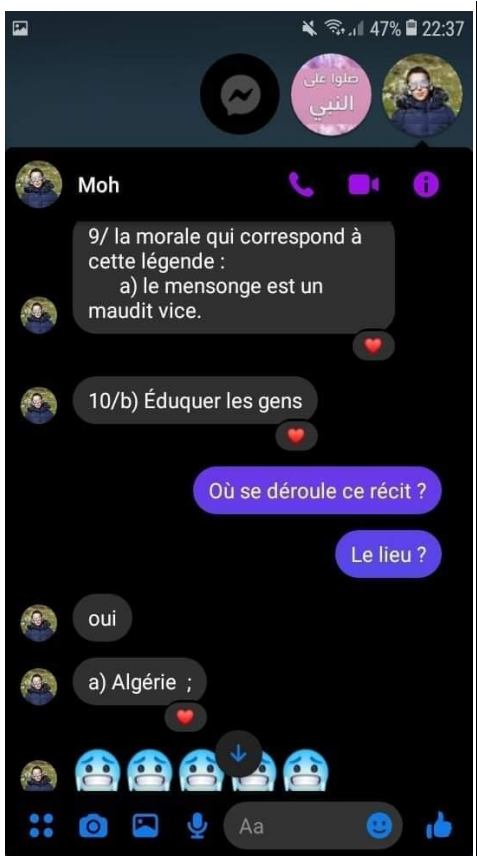 47% 22:37
صلوا على
النبي
Moh
9/ la morale qui correspond à
cette légende :
a) le mensonge est un
maudit vice.
10/b) Éduquer les gens
Où se déroule ce récit ?
Le lieu ?
oui
a) Algérie ;
Aa